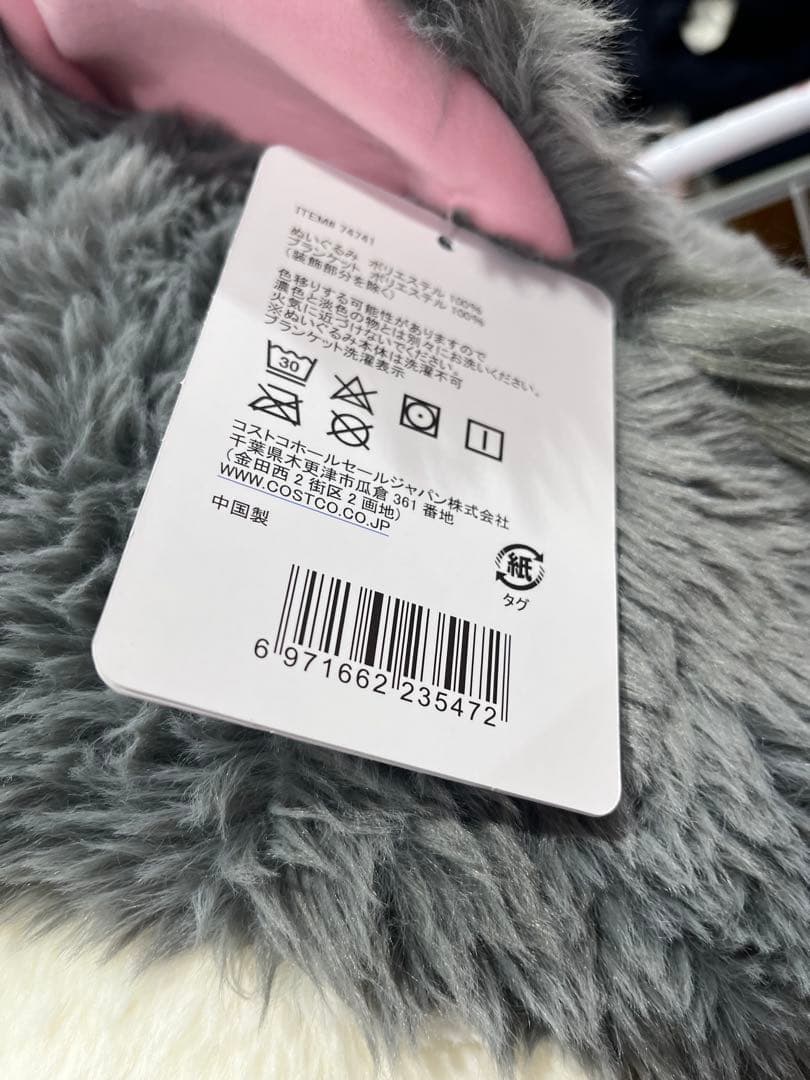 ITEM# 74741
ぬいぐるみ ポリエステル 100%
ブランケット ポリエステル 100%
(装飾部分を除く)
色移りする可能性がありますので
濃色と淡色の物とは別々にお洗いください。
火気に近づけないでください。
※ぬいぐるみ本体は洗濯不可
ブランケット洗濯表示
30
コストコホールセールジャパン株式会社
千葉県木更津市瓜倉 361 番地
(金田西 2 街区 2 画地)
WWW.COSTCO.CO.JP
中国製
紙
タグ
6 971662 235472